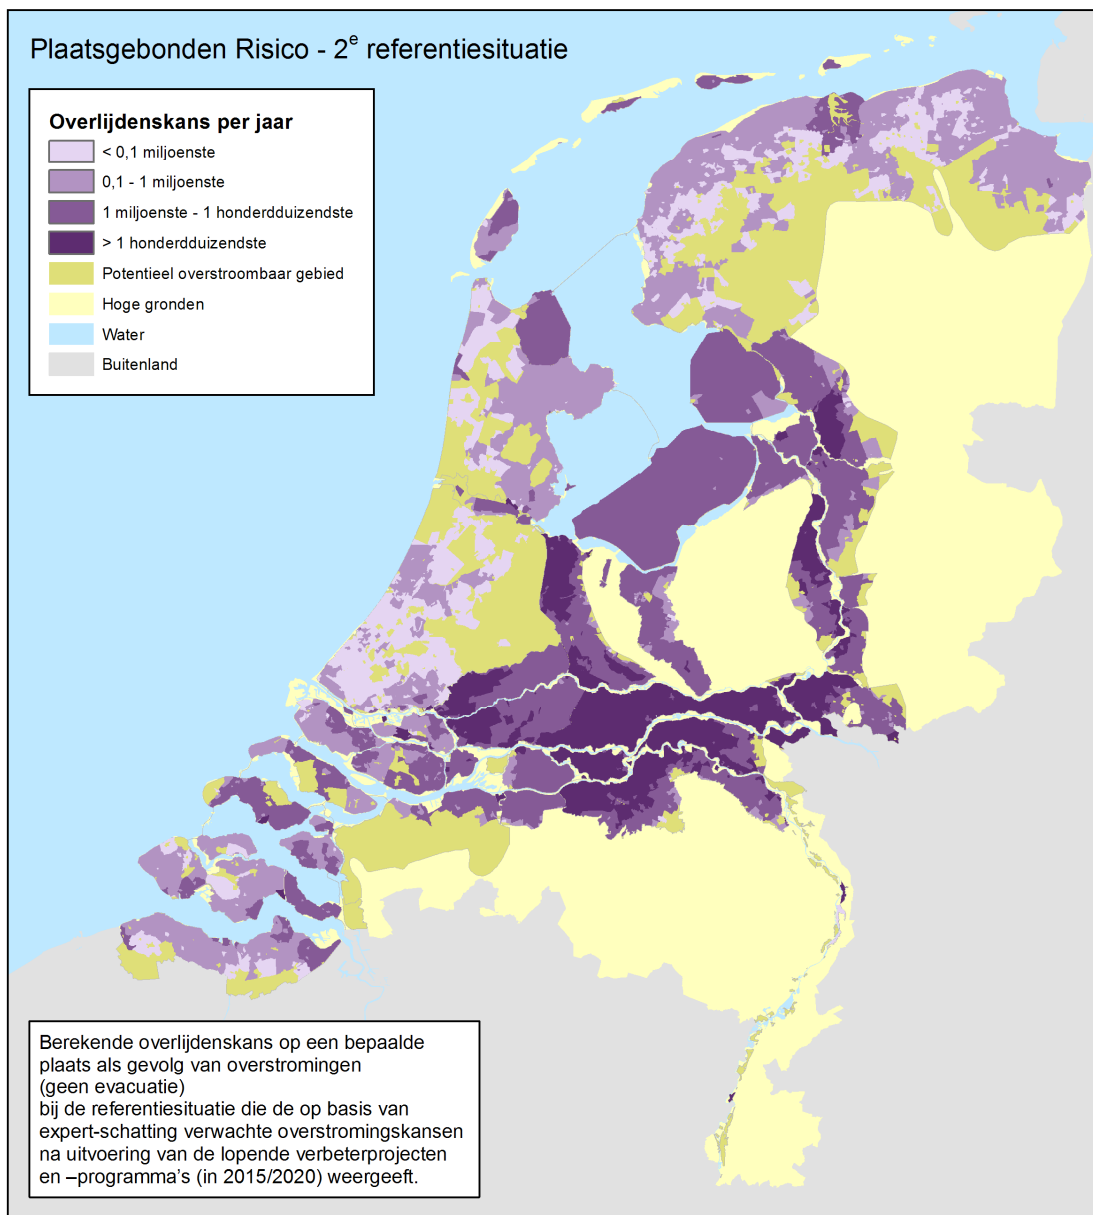 Plaatsgebonden Risico - 2e referentiesituatie
Overlijdenskans per jaar
< 0,1 miljoenste
0,1 - 1 miljoenste
1 miljoenste - 1 honderdduizendste
> 1 honderdduizendste
Potentieel overstroombaar gebied
Hoge gronden
Water
Buitenland
Berekende overlijdenskans op een bepaalde
plaats als gevolg van overstromingen
(geen evacuatie)
bij de referentiesituatie die de op basis van
expert-schatting verwachte overstromingskansen
na uitvoering van de lopende verbeterprojecten
en –programma’s (in 2015/2020) weergeeft.